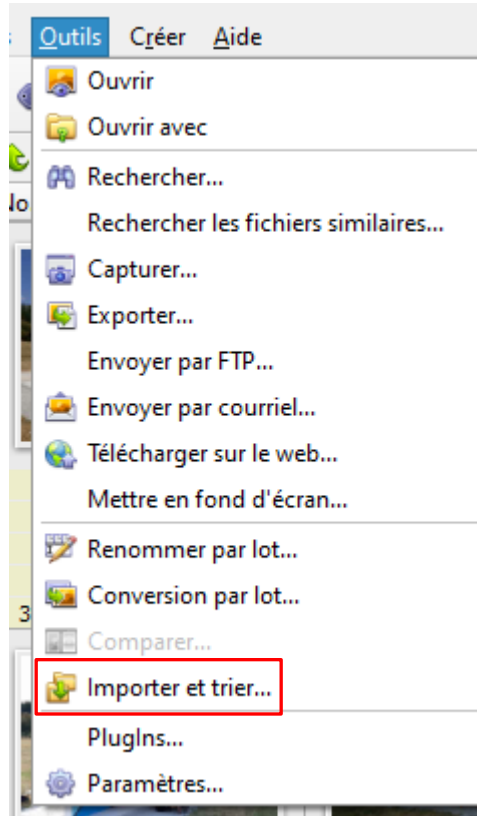 Outils Créer Aide
Ouvrir
Ouvrir avec
Rechercher...
Rechercher les fichiers similaires...
Capturer...
Exporter...
Envoyer par FTP...
Envoyer par courriel...
Télécharger sur le web...
Mettre en fond d'écran...
Renommer par lot...
Conversion par lot...
3
Comparer...
Importer et trier...
PlugIns...
Paramètres...